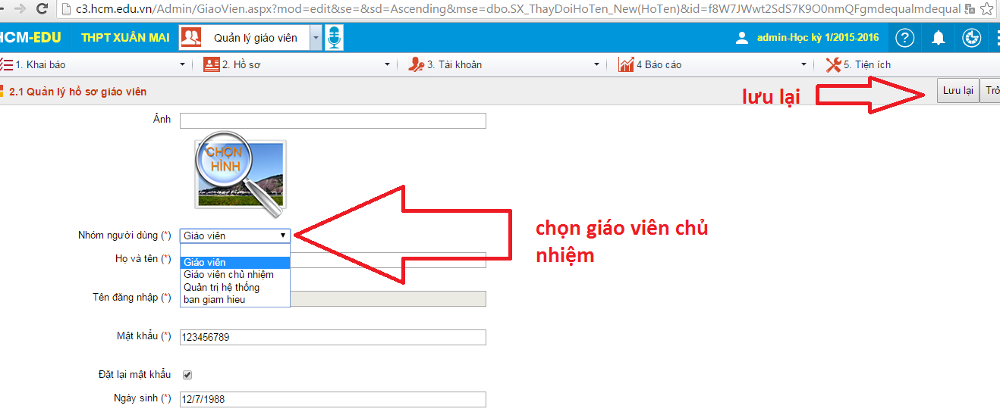 c3.hcm.edu.vn/Admin/GiaoVien.aspx?mod=edit&se=&sd=Ascending&mse=dbo.SX_ThayDoiHoTen_New(HoTen)&id=f8W7JWwt2SdS7K9O0nmQFgmdequalmdequal
HCM-EDU THPT XUÂN MAI Quản lý giáo viên admin-Học kỳ 1/2015-2016
1. Khai báo 2. Hồ sơ 3. Tài khoản 4 Báo cáo 5. Tiện ích
2.1 Quản lý hồ sơ giáo viên lưu lại Lưu lại Trở
Ảnh
CHỌN
HÌNH
Nhóm người dùng (*) Giáo viên chọn giáo viên chủ
nhiệm
Họ và tên (*) Giáo viên
Giáo viên chủ nhiệm
Quản trị hệ thống
Tên đăng nhập (*) ban giam hieu
Mật khẩu (*) 123456789
Đặt lại mật khẩu
Ngày sinh (*) 12/7/1988